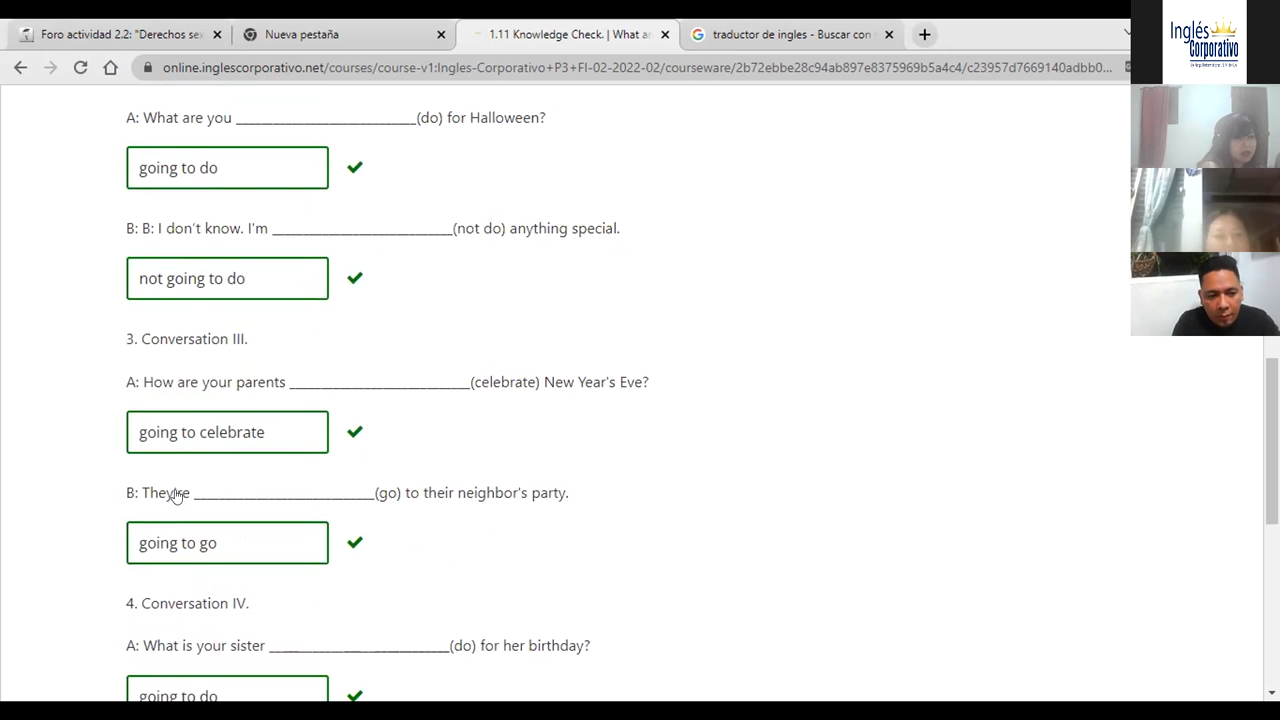 Foro actividad 2.2: "Derechos sex
Nueva pestaña
1.11 Knowledge Check. | What ar
traductor de ingles - Buscar con
online.inglescorporativo.net/courses/course-v1:Ingles-Corporativo+P3+FI-02-2022-02/courseware/2b72ebbe28c94ab897e8375969b5de54/c23957d7669140adbb0...
Inglés
Corporativo
A: What are you ________________________(do) for Halloween?
going to do
B: B: I don't know. I'm ________________________(not do) anything special.
not going to do
3. Conversation III.
A: How are your parents ________________________(celebrate) New Year's Eve?
going to celebrate
B: They're ________________________(go) to their neighbor's party.
going to go
4. Conversation IV.
A: What is your sister ________________________(do) for her birthday?
going to do